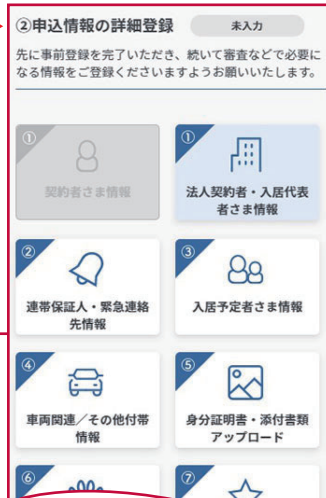 ②申込情報の詳細登録 未入力
先に事前登録を完了いただき、続いて審査などで必要に
なる情報をご登録くださいますようお願いいたします。
①
契約者さま情報
①
法人契約者・入居代表
者さま情報
②
連帯保証人・緊急連絡
先情報
③
入居予定者さま情報
④
車両関連／その他付帯
情報
⑤
身分証明書・添付書類
アップロード
⑥
⑦